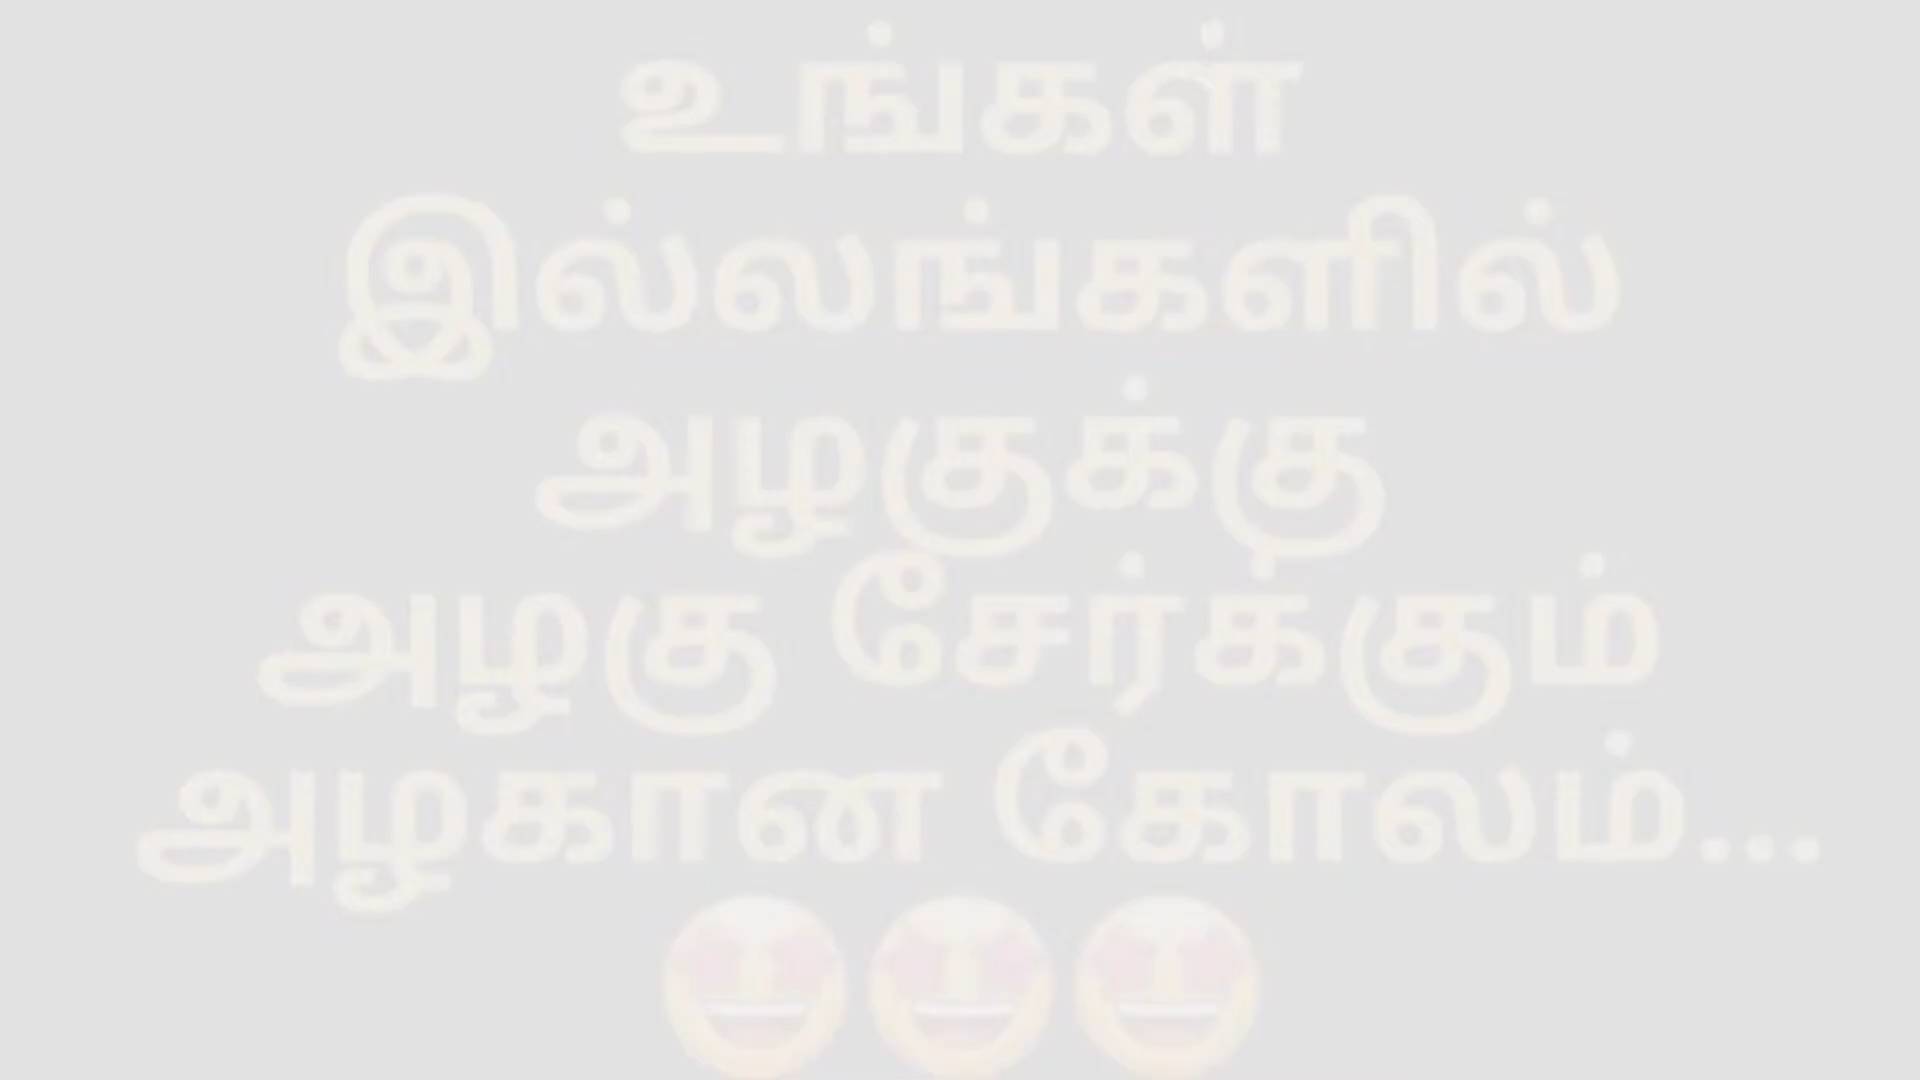 உங்கள்
இல்லங்களில்
அழகுக்கு
அழகு சேர்க்கும்
அழகான கோலம்...
🤩🤩🤩